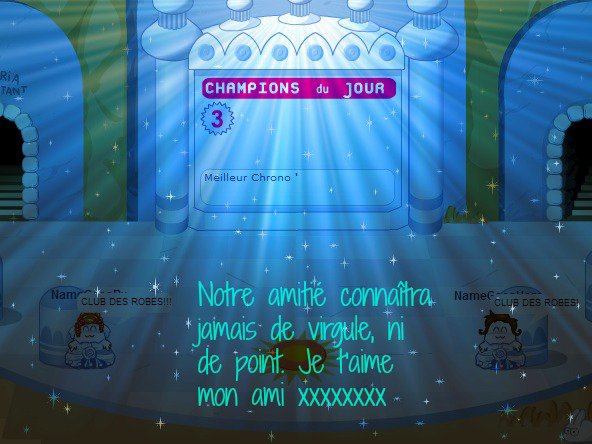 CHAMPIONS du JOUR
3
Meilleur Chrono '
Notre amitié connaîtra
jamais de virgule, ni
de point. Je t'aime
mon ami xxxxxxxx
CLUB DES ROBES!!!
CLUB DES ROBES!